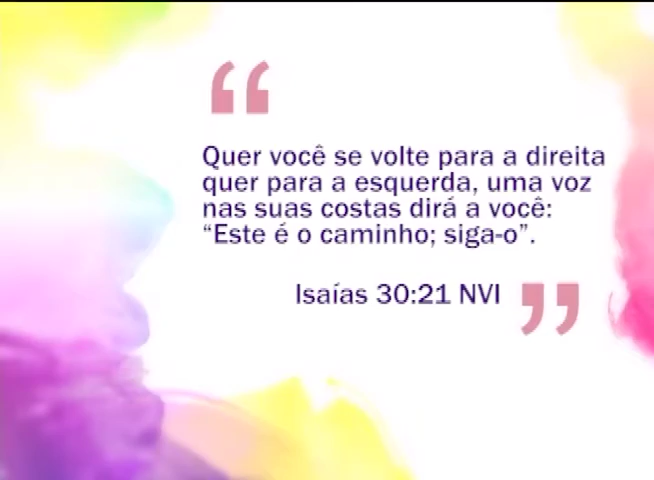 “
Quer você se volte para a direita
quer para a esquerda, uma voz
nas suas costas dirá a você:
“Este é o caminho; siga-o”.
Isaías 30:21 NVI ”